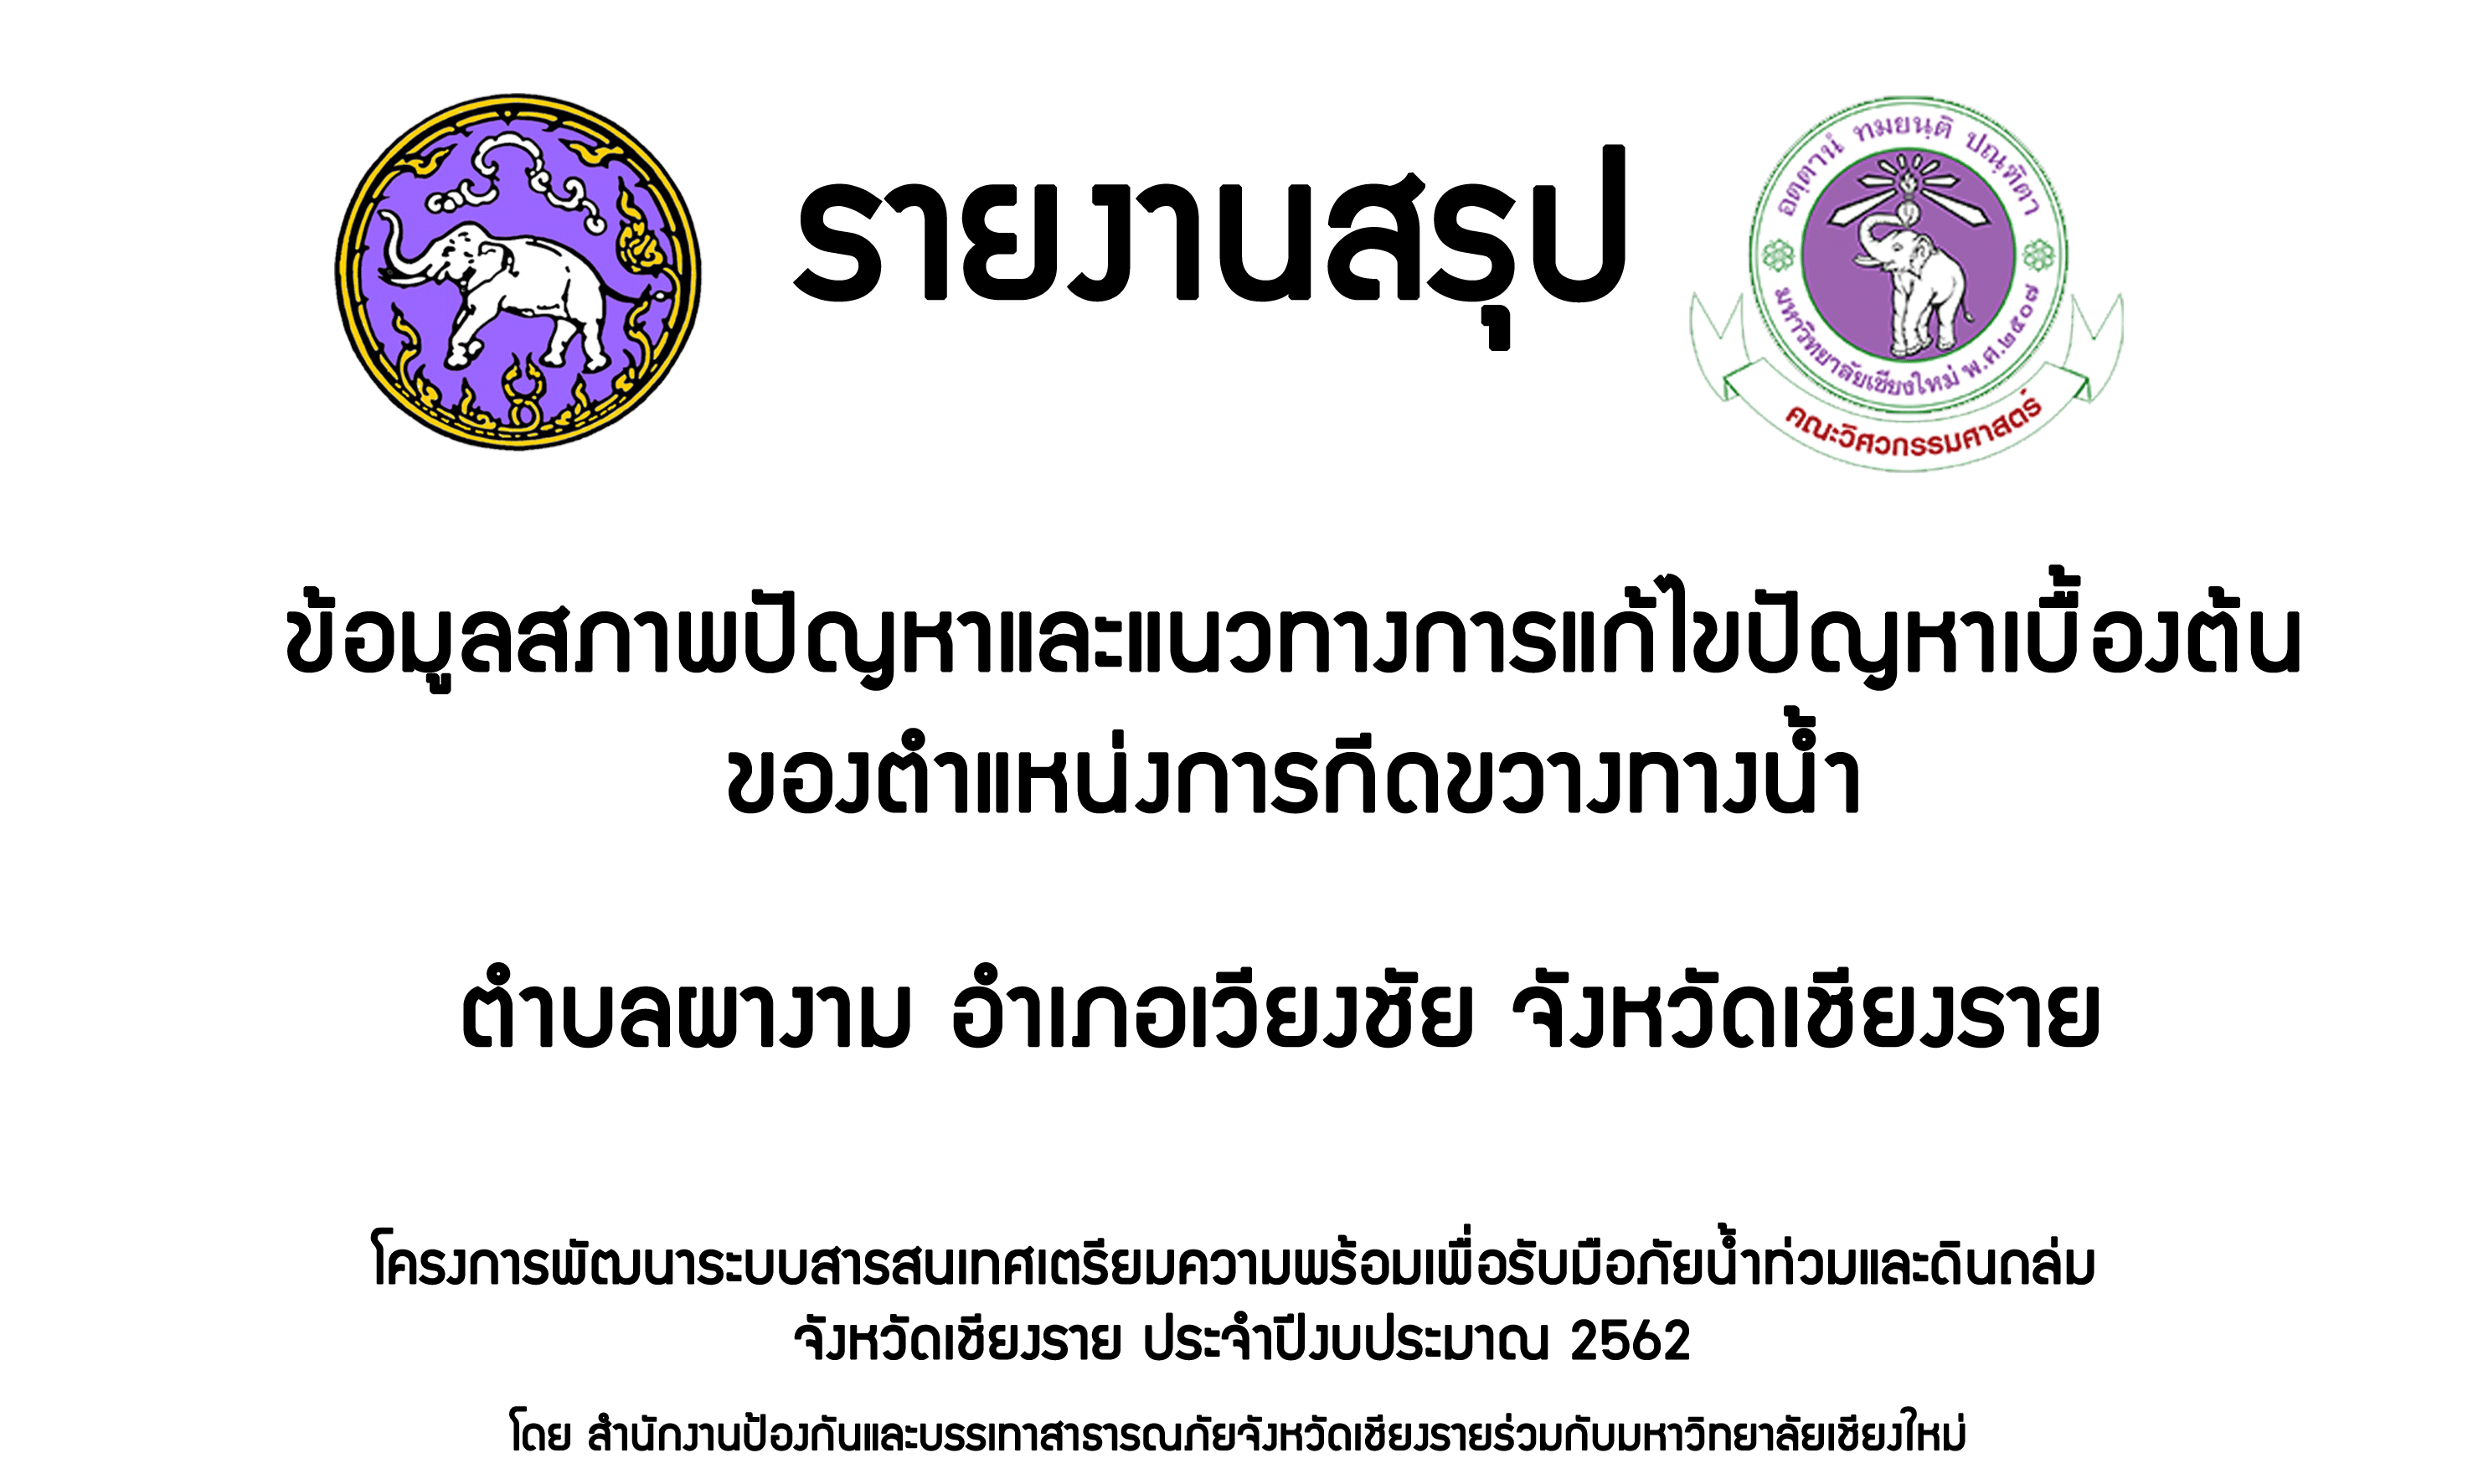 รายงานสรุป
อตฺตานํ ทมยนฺติ ปณฺฑิตา
มหาวิทยาลัยเชียงใหม่ พ.ศ.๒๕๐๗
คณะวิศวกรรมศาสตร์
ข้อมูลสภาพปัญหาและแนวทางการแก้ไขปัญหาเบื้องต้น
ของตำแหน่งการกีดขวางทางน้ำ
ตำบลผางาม อำเภอเวียงชัย จังหวัดเชียงราย
โครงการพัฒนาระบบสารสนเทศเตรียมความพร้อมเพื่อรับมือภัยน้ำท่วมและดินถล่ม
จังหวัดเชียงราย ประจำปีงบประมาณ 2562
โดย สำนักงานป้องกันและบรรเทาสาธารณภัยจังหวัดเชียงรายร่วมกับมหาวิทยาลัยเชียงใหม่